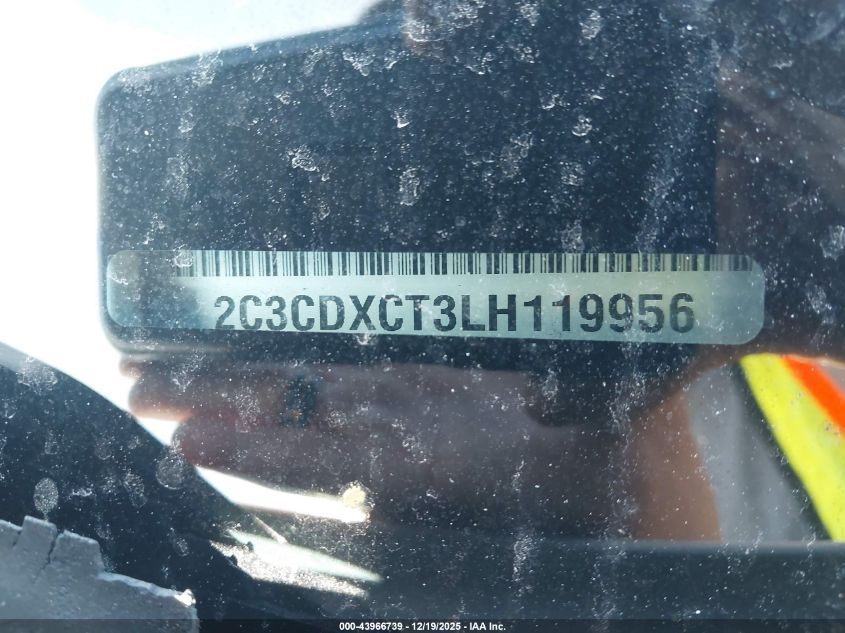 2C3CDXCT3LH119956
000-43966739 • 12/19/2025 • IAA Inc.